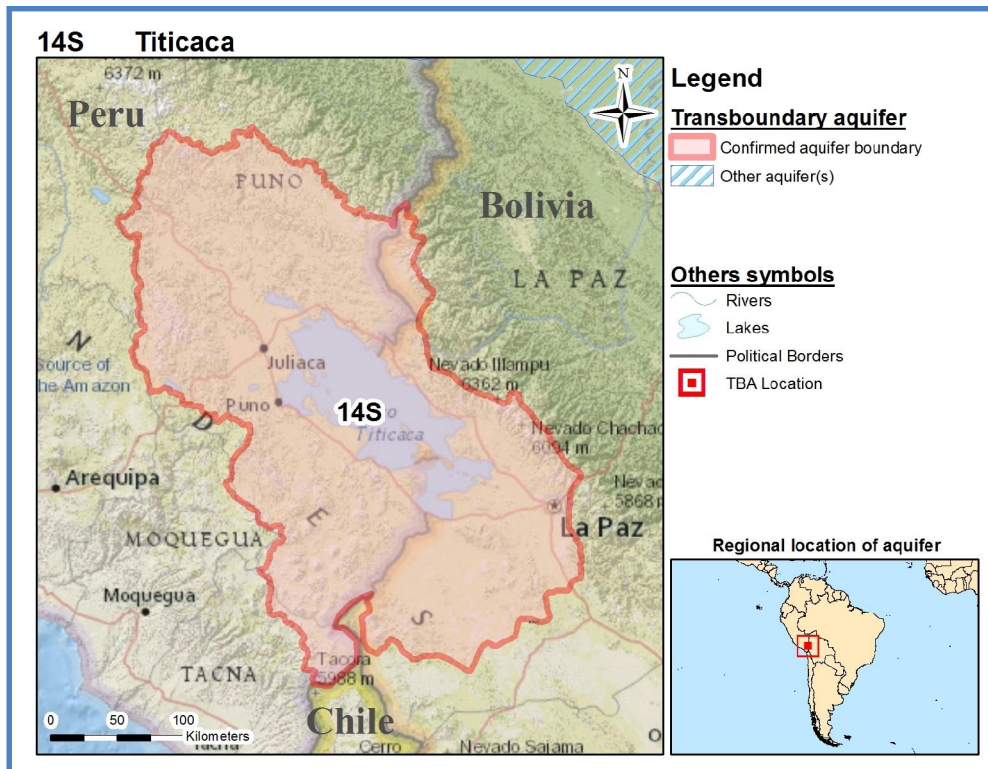 14S Titicaca
6372 m
Peru
PUNO
Bolivia
LA PAZ
N
Juliaca
Source of
he Amazon
Nevado Illampu
6362 m
Puno
14S
Titicaca
D
Nevado Chachac
6094 m
Arequipa
Nevad
5868 m
La Paz
E
MOQUEGUA
Moquegua
S
Tacora
5988 m
TACNA
Chile
Cerro
Nevado Sajama
0 50 100
Kilometers
N
Legend
Transboundary aquifer
Confirmed aquifer boundary
Other aquifer(s)
Others symbols
Rivers
Lakes
Political Borders
TBA Location
Regional location of aquifer